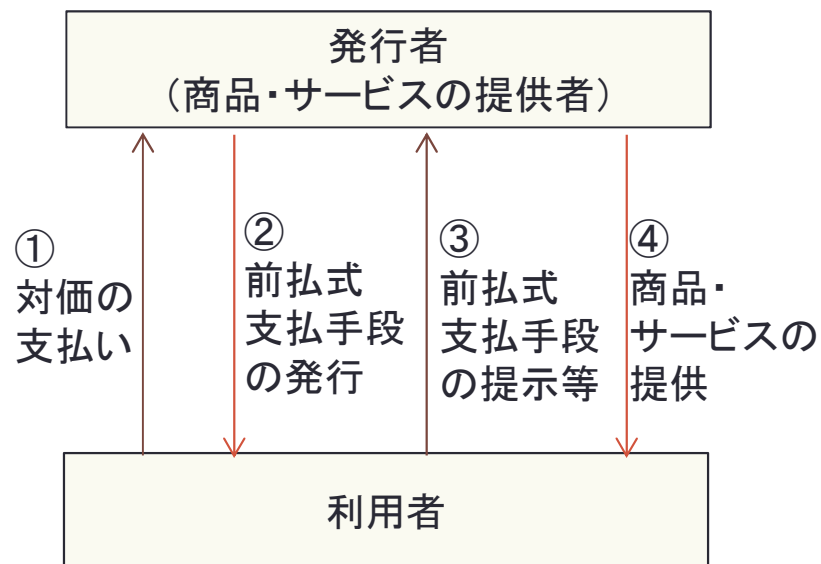 発行者
（商品・サービスの提供者）
①
対価の
支払い
②
前払式
支払手段
の発行
③
前払式
支払手段
の提示等
④
商品・
サービスの
提供
利用者